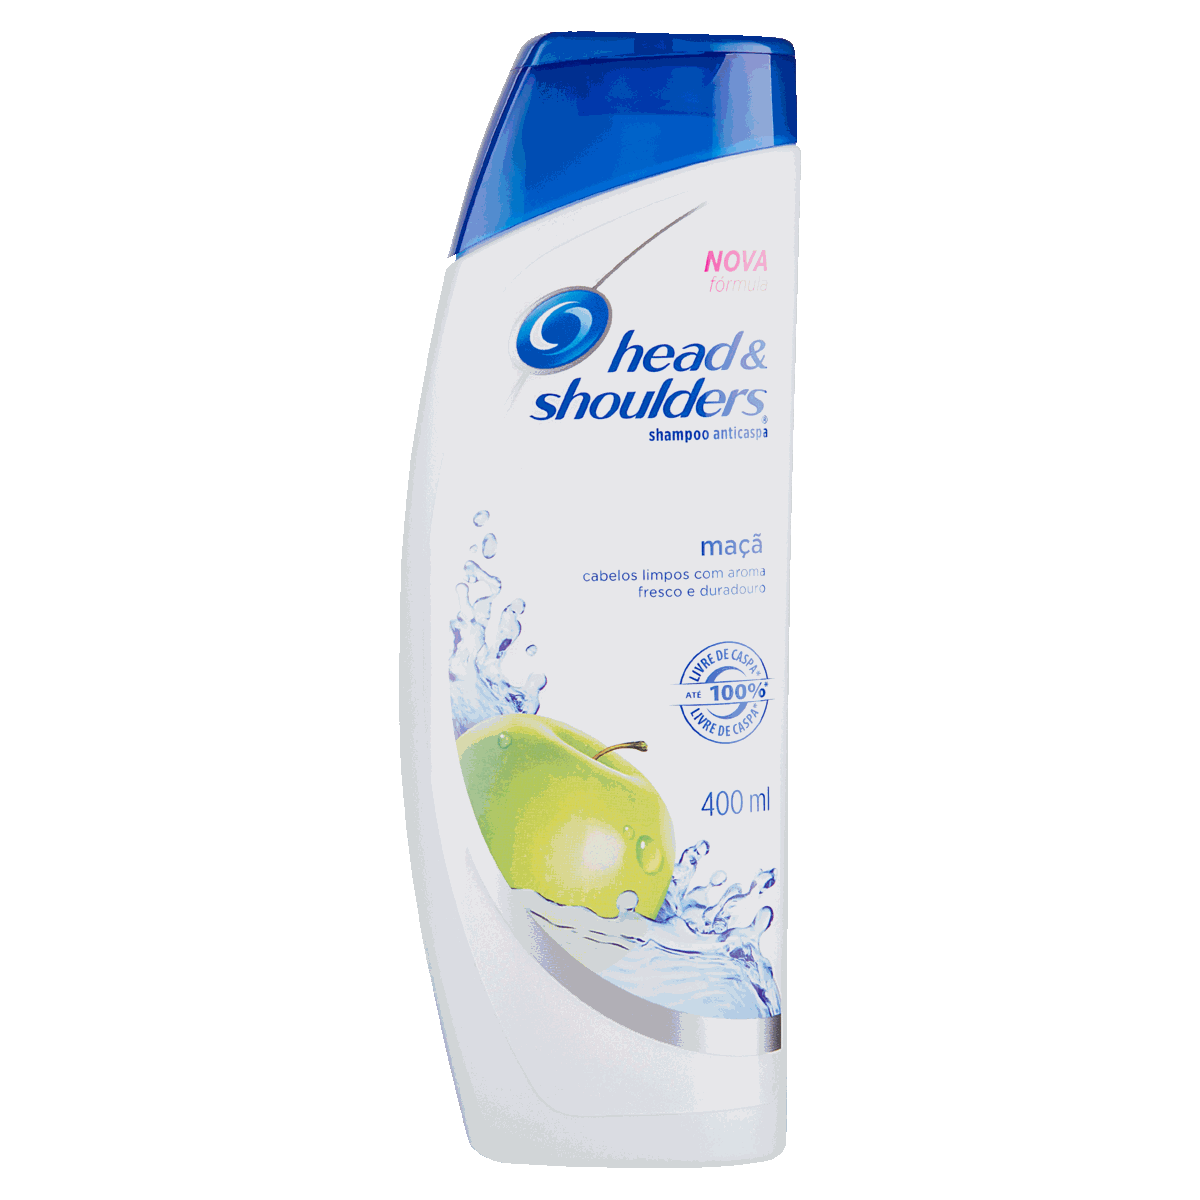 NOVA
fórmula
head &
shoulders®
shampoo anticaspa
maçã
cabelos limpos com aroma
fresco e duradouro
LIVRE DE CASPA*
ATÉ 100%*
LIVRE DE CASPA*
400 ml